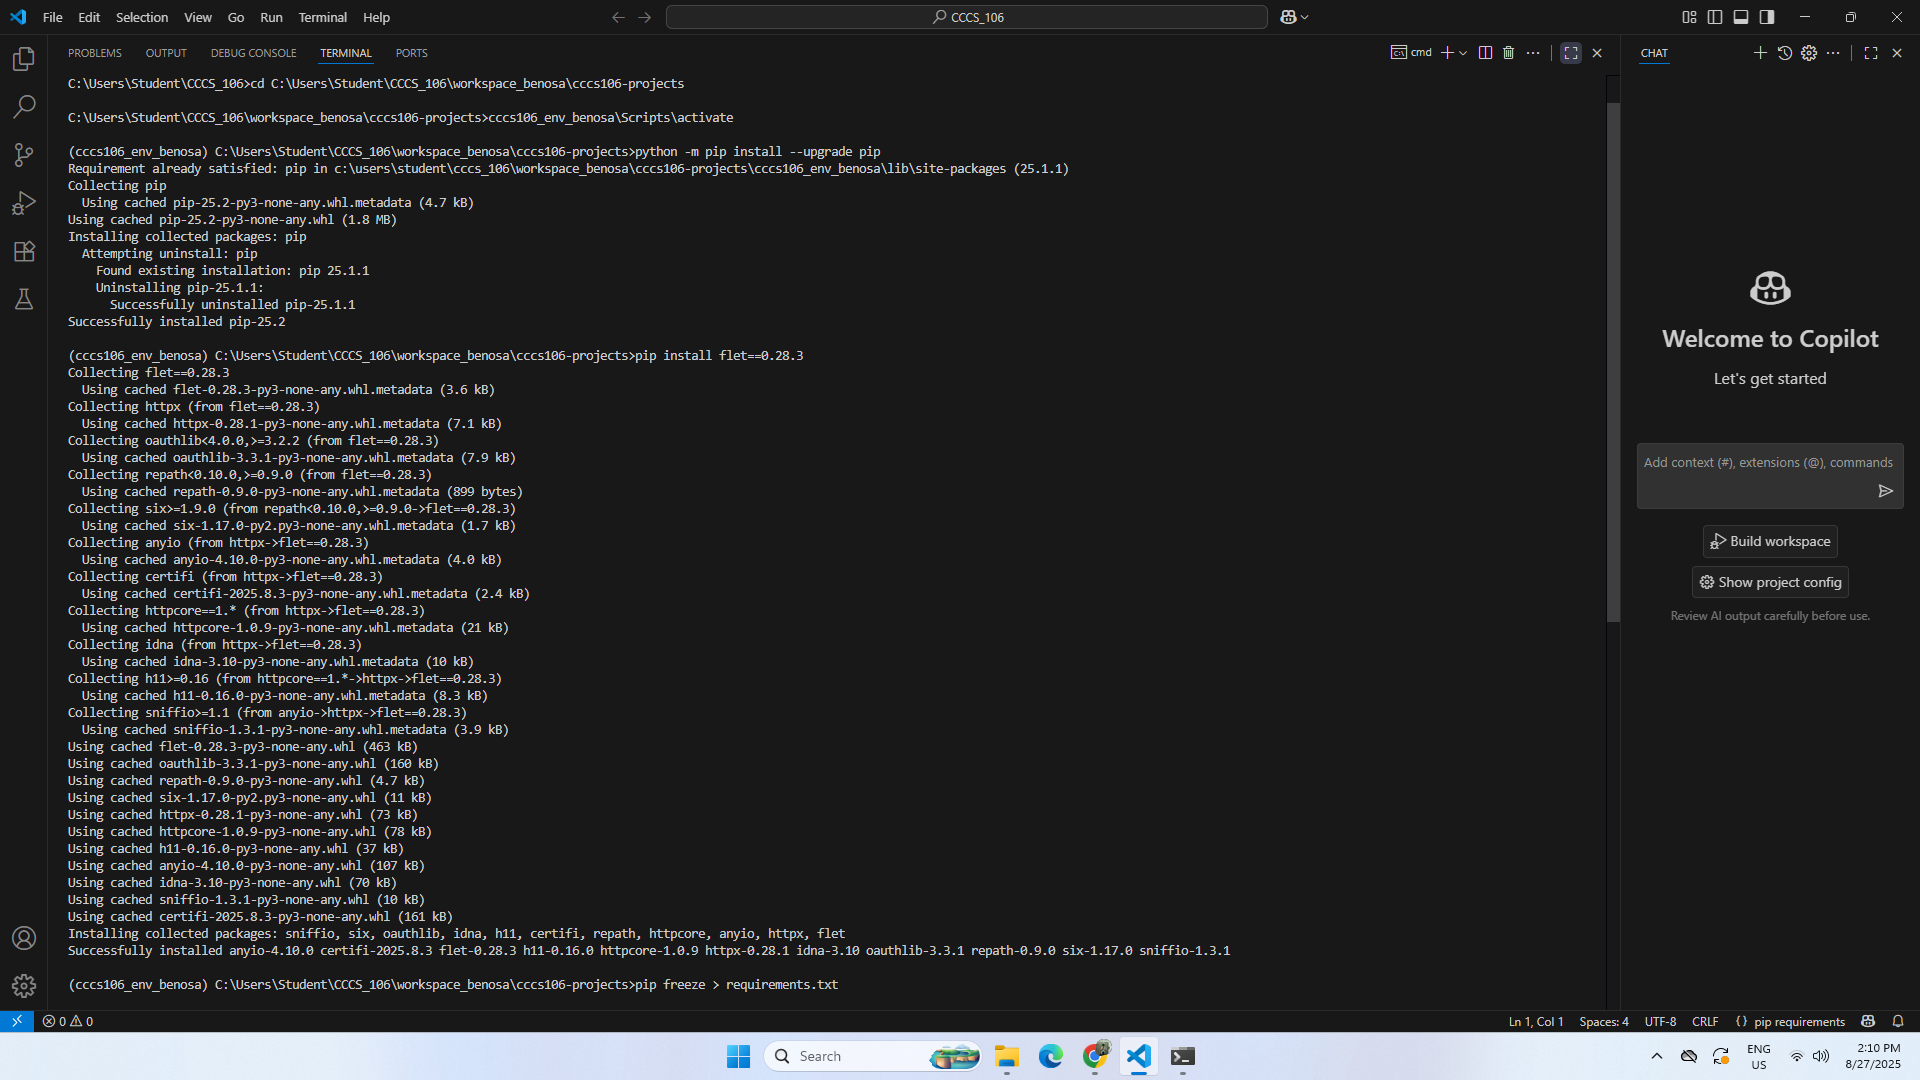 File Edit Selection View Go Run Terminal Help
CCCS_106
PROBLEMS OUTPUT DEBUG CONSOLE TERMINAL PORTS
cmd
CHAT
C:\Users\Student\CCCS_106>cd C:\Users\Student\CCCS_106\workspace_benosa\cccs106-projects
C:\Users\Student\CCCS_106\workspace_benosa\cccs106-projects>cccs106_env_benosa\Scripts\activate
(cccs106_env_benosa) C:\Users\Student\CCCS_106\workspace_benosa\cccs106-projects>python -m pip install --upgrade pip
Requirement already satisfied: pip in c:\users\student\cccs_106\workspace_benosa\cccs106-projects\cccs106_env_benosa\lib\site-packages (25.1.1)
Collecting pip
  Using cached pip-25.2-py3-none-any.whl.metadata (4.7 kB)
Using cached pip-25.2-py3-none-any.whl (1.8 MB)
Installing collected packages: pip
  Attempting uninstall: pip
    Found existing installation: pip 25.1.1
    Uninstalling pip-25.1.1:
      Successfully uninstalled pip-25.1.1
Successfully installed pip-25.2
(cccs106_env_benosa) C:\Users\Student\CCCS_106\workspace_benosa\cccs106-projects>pip install flet==0.28.3
Collecting flet==0.28.3
  Using cached flet-0.28.3-py3-none-any.whl.metadata (3.6 kB)
Collecting httpx (from flet==0.28.3)
  Using cached httpx-0.28.1-py3-none-any.whl.metadata (7.1 kB)
Collecting oauthlib<4.0.0,>=3.2.2 (from flet==0.28.3)
  Using cached oauthlib-3.3.1-py3-none-any.whl.metadata (7.9 kB)
Collecting repath<0.10.0,>=0.9.0 (from flet==0.28.3)
  Using cached repath-0.9.0-py3-none-any.whl.metadata (899 bytes)
Collecting six>=1.9.0 (from repath<0.10.0,>=0.9.0->flet==0.28.3)
  Using cached six-1.17.0-py2.py3-none-any.whl.metadata (1.7 kB)
Collecting anyio (from httpx->flet==0.28.3)
  Using cached anyio-4.10.0-py3-none-any.whl.metadata (4.0 kB)
Collecting certifi (from httpx->flet==0.28.3)
  Using cached certifi-2025.8.3-py3-none-any.whl.metadata (2.4 kB)
Collecting httpcore==1.* (from httpx->flet==0.28.3)
  Using cached httpcore-1.0.9-py3-none-any.whl.metadata (21 kB)
Collecting idna (from httpx->flet==0.28.3)
  Using cached idna-3.10-py3-none-any.whl.metadata (10 kB)
Collecting h11>=0.16 (from httpcore==1.*->httpx->flet==0.28.3)
  Using cached h11-0.16.0-py3-none-any.whl.metadata (8.3 kB)
Collecting sniffio>=1.1 (from anyio->httpx->flet==0.28.3)
  Using cached sniffio-1.3.1-py3-none-any.whl.metadata (3.9 kB)
Using cached flet-0.28.3-py3-none-any.whl (463 kB)
Using cached oauthlib-3.3.1-py3-none-any.whl (160 kB)
Using cached repath-0.9.0-py3-none-any.whl (4.7 kB)
Using cached six-1.17.0-py2.py3-none-any.whl (11 kB)
Using cached httpx-0.28.1-py3-none-any.whl (73 kB)
Using cached httpcore-1.0.9-py3-none-any.whl (78 kB)
Using cached h11-0.16.0-py3-none-any.whl (37 kB)
Using cached anyio-4.10.0-py3-none-any.whl (107 kB)
Using cached idna-3.10-py3-none-any.whl (70 kB)
Using cached sniffio-1.3.1-py3-none-any.whl (10 kB)
Using cached certifi-2025.8.3-py3-none-any.whl (161 kB)
Installing collected packages: sniffio, six, oauthlib, idna, h11, certifi, repath, httpcore, anyio, httpx, flet
Successfully installed anyio-4.10.0 certifi-2025.8.3 flet-0.28.3 h11-0.16.0 httpcore-1.0.9 httpx-0.28.1 idna-3.10 oauthlib-3.3.1 repath-0.9.0 six-1.17.0 sniffio-1.3.1
(cccs106_env_benosa) C:\Users\Student\CCCS_106\workspace_benosa\cccs106-projects>pip freeze > requirements.txt
Welcome to Copilot
Let's get started
Add context (#), extensions (@), commands
Build workspace
Show project config
Review AI output carefully before use.
0 0
Ln 1, Col 1 Spaces: 4 UTF-8 CRLF {} pip requirements
Search
ENG
US
2:10 PM
8/27/2025